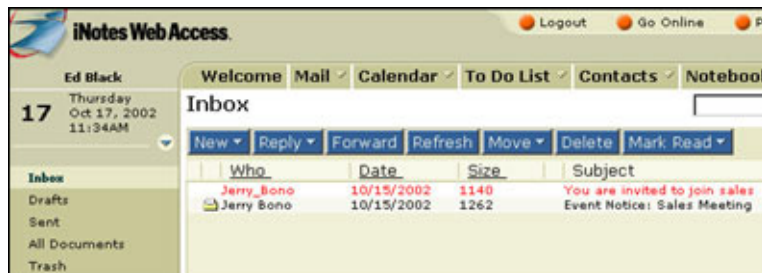 iNotes Web Access.
Logout Go Online
Ed Black
Welcome Mail Calendar To Do List Contacts Notebook
17 Thursday
Oct 17, 2002
11:34AM
Inbox
New Reply Forward Refresh Move Delete Mark Read
Who Date Size Subject
Jerry_Bono 10/15/2002 1140 You are invited to join sales
Jerry Bono 10/15/2002 1262 Event Notice: Sales Meeting
Inbox
Drafts
Sent
All Documents
Trash